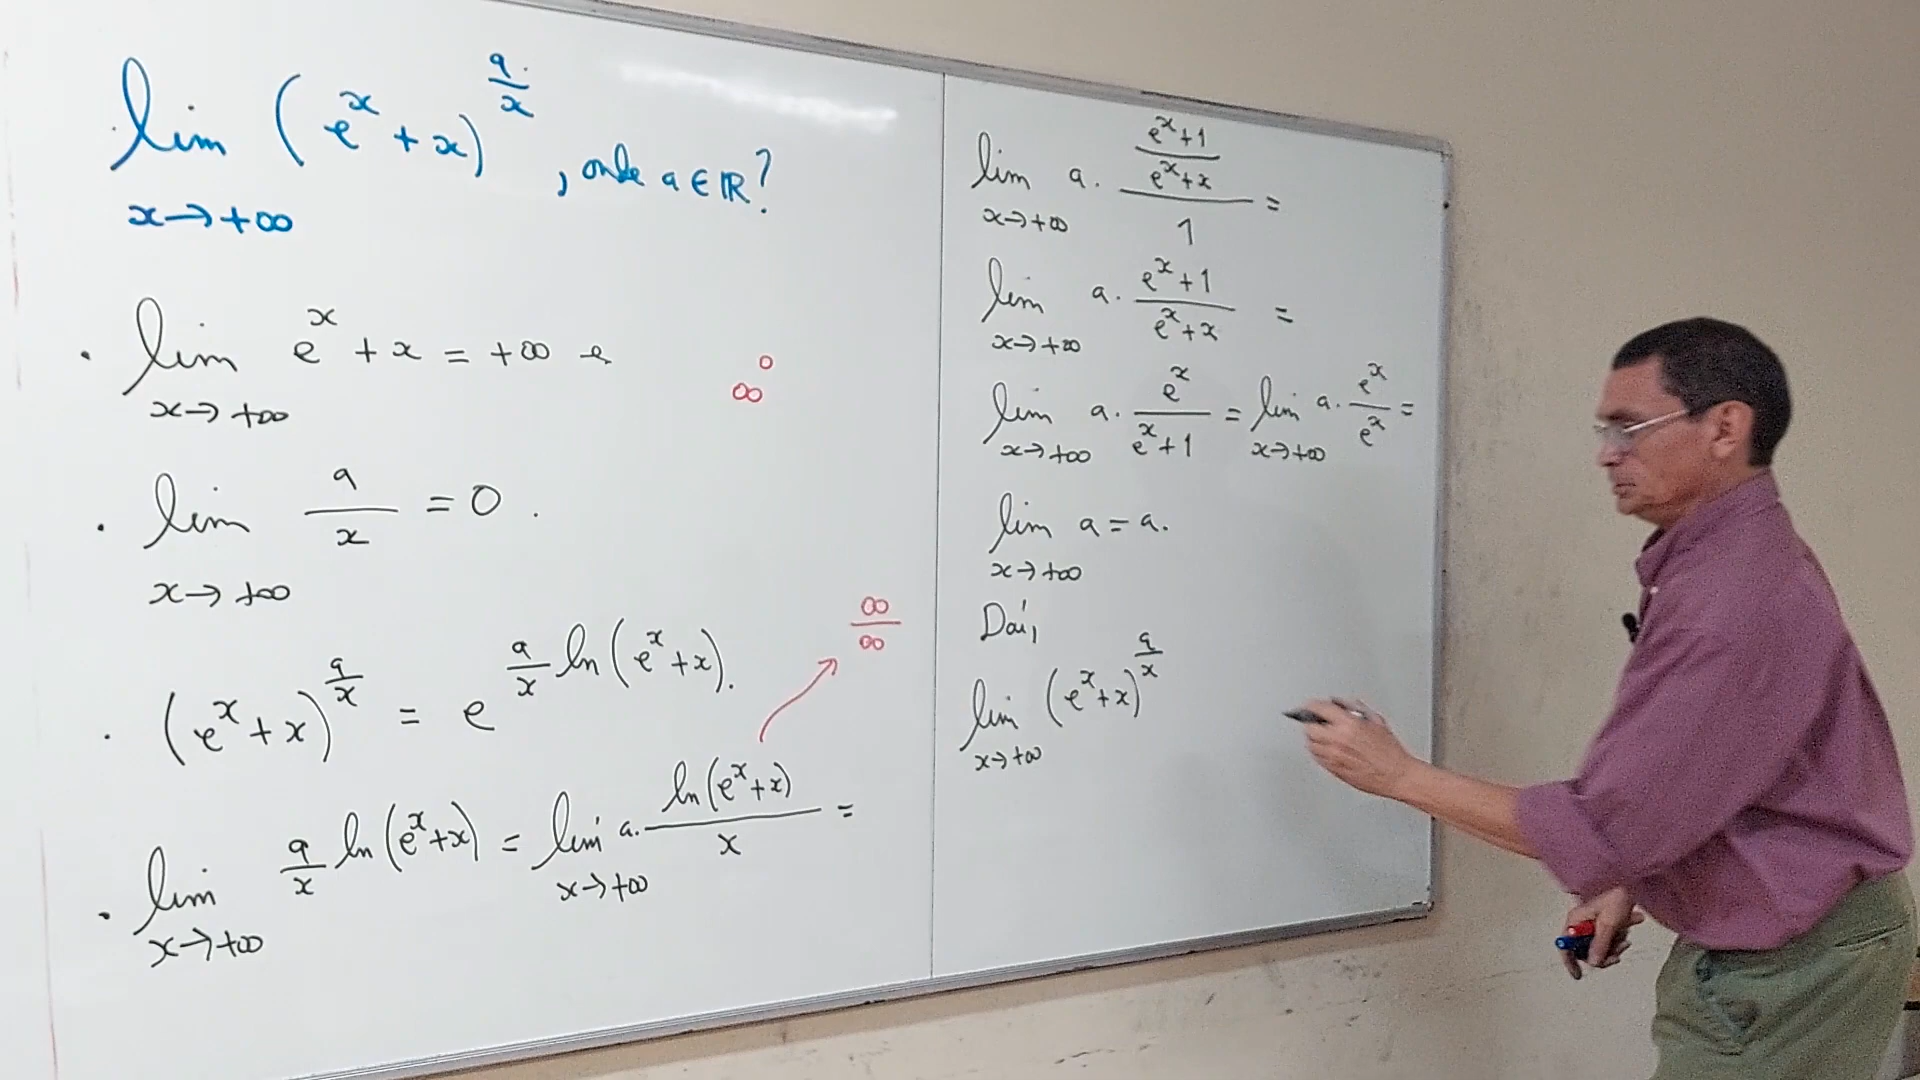 lim (e^x + x)^(a/x), onde a ∈ ℝ?
x→+∞
• lim e^x + x = +∞ e
x→+∞
∞^0
• lim a/x = 0.
x→+∞
• (e^x + x)^(a/x) = e^(a/x ln(e^x + x)).
• lim a/x ln(e^x + x) = lim a. ln(e^x + x)/x =
x→+∞ x→+∞
∞/∞
lim a. ((e^x + 1)/(e^x + x))/1 =
x→+∞
lim a. (e^x + 1)/(e^x + x) =
x→+∞
lim a. e^x/(e^x + 1) = lim a. e^x/e^x =
x→+∞ x→+∞
lim a = a.
x→+∞
Daí,
lim (e^x + x)^(a/x)
x→+∞